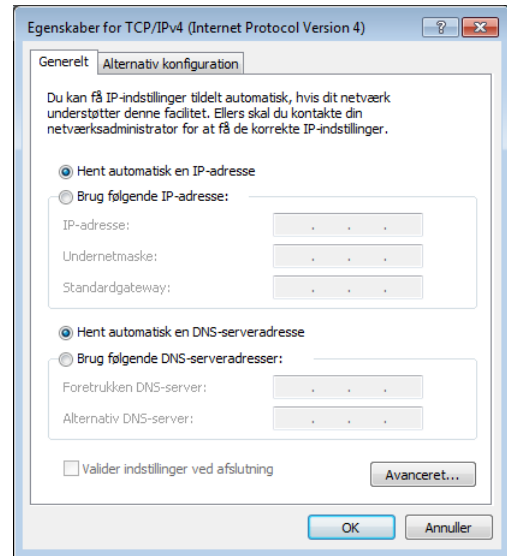 Egenskaber for TCP/IPv4 (Internet Protocol Version 4)
Generelt
Alternativ konfiguration
Du kan få IP-indstillinger tildelt automatisk, hvis dit netværk
understøtter denne facilitet. Ellers skal du kontakte din
netværksadministrator for at få de korrekte IP-indstillinger.
Hent automatisk en IP-adresse
Brug følgende IP-adresse:
IP-adresse:
Undernetmaske:
Standardgateway:
Hent automatisk en DNS-serveradresse
Brug følgende DNS-serveradresser:
Foretrukken DNS-server:
Alternativ DNS-server:
Valider indstillinger ved afslutning
Avanceret...
OK
Annuller